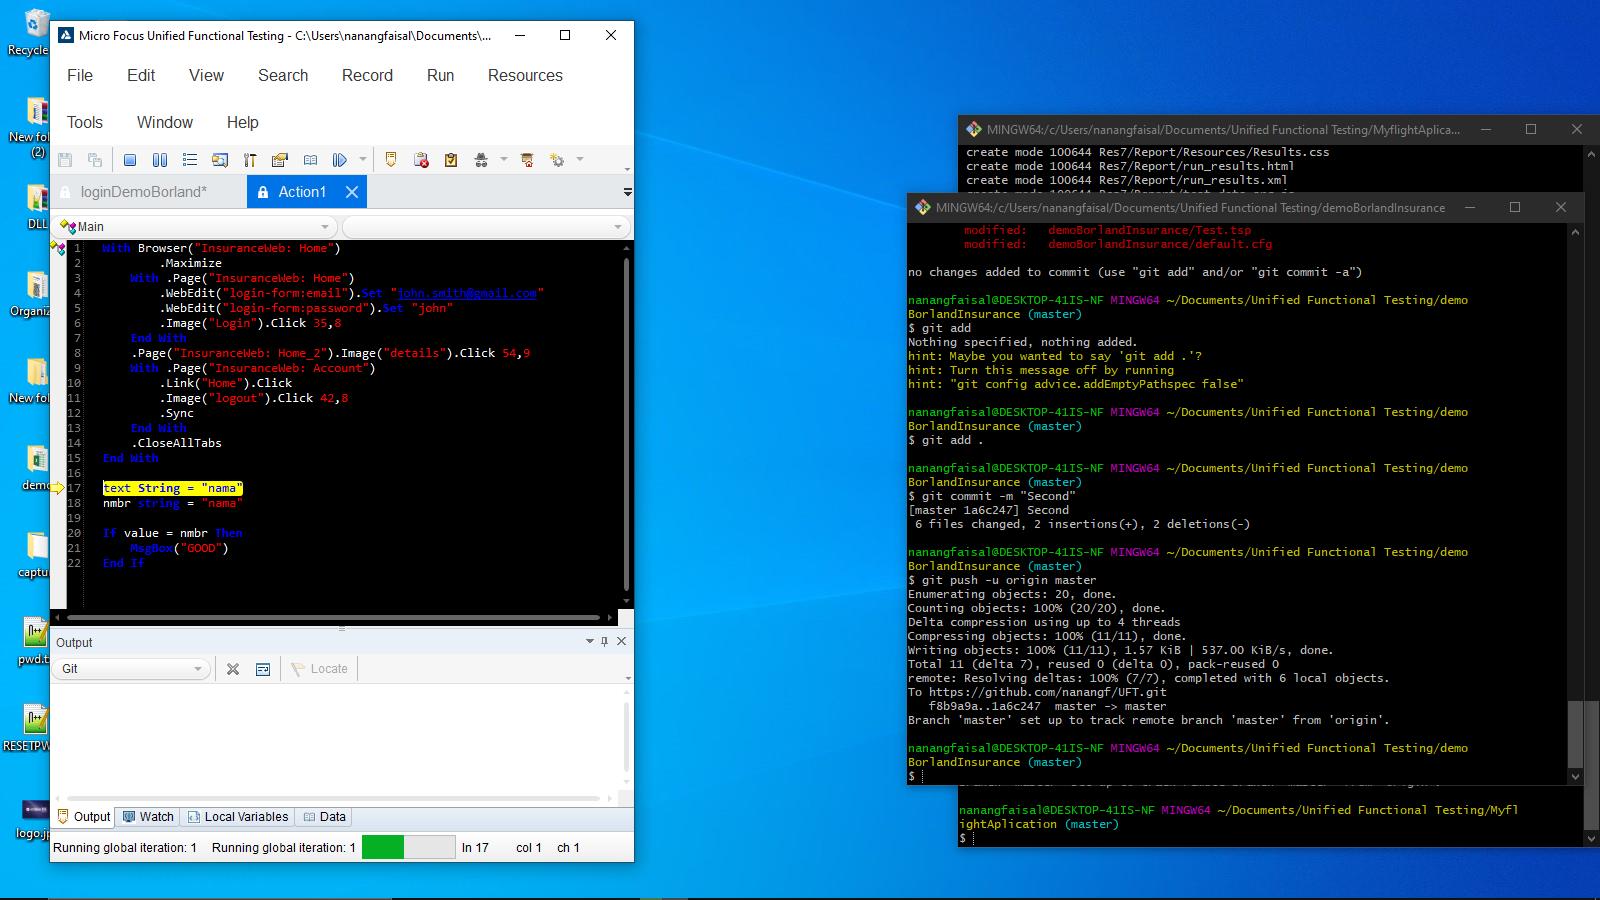 Recycle
New fol
(2)
DLL
Organiz
New fo
demo
captu
pwd.t
RESETPW
logo.jp
Micro Focus Unified Functional Testing - C:\Users\nanangfaisal\Documents\...
File Edit View Search Record Run Resources
Tools Window Help
loginDemoBorland* Action1
Main
1 With Browser("InsuranceWeb: Home")
2 .Maximize
3 With .Page("InsuranceWeb: Home")
4 .WebEdit("login-form:email").Set "john.smith@gmail.com"
5 .WebEdit("login-form:password").Set "john"
6 .Image("Login").Click 35,8
7 End With
8 .Page("InsuranceWeb: Home_2").Image("details").Click 54,9
9 With .Page("InsuranceWeb: Account")
10 .Link("Home").Click
11 .Image("logout").Click 42,8
12 .Sync
13 End With
14 .CloseAllTabs
15 End With
16
17 text String = "nama"
18 nmbr string = "nama"
19
20 If value = nmbr Then
21 MsgBox("GOOD")
22 End If
Output
Git Locate
Output Watch Local Variables Data
Running global iteration: 1 Running global iteration: 1 ln 17 col 1 ch 1
MINGW64:/c/Users/nanangfaisal/Documents/Unified Functional Testing/MyflightAplica...
create mode 100644 Res7/Report/Resources/Results.css
create mode 100644 Res7/Report/run_results.html
create mode 100644 Res7/Report/run_results.xml
MINGW64:/c/Users/nanangfaisal/Documents/Unified Functional Testing/demoBorlandInsurance
modified: demoBorlandInsurance/Test.tsp
modified: demoBorlandInsurance/default.cfg
no changes added to commit (use "git add" and/or "git commit -a")
nanangfaisal@DESKTOP-41IS-NF MINGW64 ~/Documents/Unified Functional Testing/demo
BorlandInsurance (master)
$ git add
Nothing specified, nothing added.
hint: Maybe you wanted to say 'git add .'?
hint: Turn this message off by running
hint: "git config advice.addEmptyPathspec false"
nanangfaisal@DESKTOP-41IS-NF MINGW64 ~/Documents/Unified Functional Testing/demo
BorlandInsurance (master)
$ git add .
nanangfaisal@DESKTOP-41IS-NF MINGW64 ~/Documents/Unified Functional Testing/demo
BorlandInsurance (master)
$ git commit -m "Second"
[master 1a6c247] Second
6 files changed, 2 insertions(+), 2 deletions(-)
nanangfaisal@DESKTOP-41IS-NF MINGW64 ~/Documents/Unified Functional Testing/demo
BorlandInsurance (master)
$ git push -u origin master
Enumerating objects: 20, done.
Counting objects: 100% (20/20), done.
Delta compression using up to 4 threads
Compressing objects: 100% (11/11), done.
Writing objects: 100% (11/11), 1.57 KiB | 537.00 KiB/s, done.
Total 11 (delta 7), reused 0 (delta 0), pack-reused 0
remote: Resolving deltas: 100% (7/7), completed with 6 local objects.
To https://github.com/nanangf/UFT.git
f8b9a9a..1a6c247 master -> master
Branch 'master' set up to track remote branch 'master' from 'origin'.
nanangfaisal@DESKTOP-41IS-NF MINGW64 ~/Documents/Unified Functional Testing/demo
BorlandInsurance (master)
$
nanangfaisal@DESKTOP-41IS-NF MINGW64 ~/Documents/Unified Functional Testing/Myfl
ightAplication (master)
$